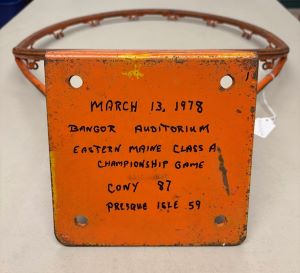 MARCH 13, 1978
BANGOR AUDITORIUM
EASTERN MAINE CLASS A
CHAMPIONSHIP GAME
CONY 87
PRESQUE ISLE 59